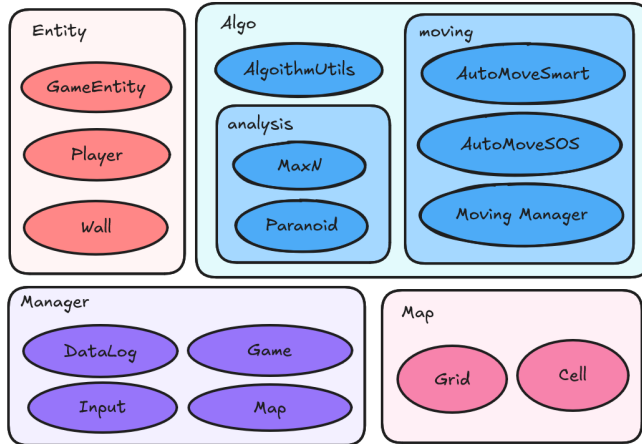 Entity
GameEntity
Player
Wall
Algo
AlgoithmUtils
analysis
MaxN
Paranoid
moving
AutoMoveSmart
AutoMoveSOS
Moving Manager
Manager
DataLog
Game
Input
Map
Map
Grid
Cell